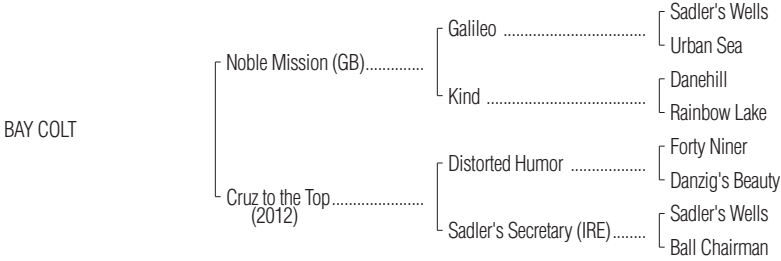 Sadler's Wells
Galileo ................................
Urban Sea
Noble Mission (GB)..............
Danehill
Kind ....................................
Rainbow Lake
BAY COLT
Forty Niner
Distorted Humor .................
Danzig's Beauty
Cruz to the Top......................
(2012)
Sadler's Wells
Sadler's Secretary (IRE)........
Ball Chairman